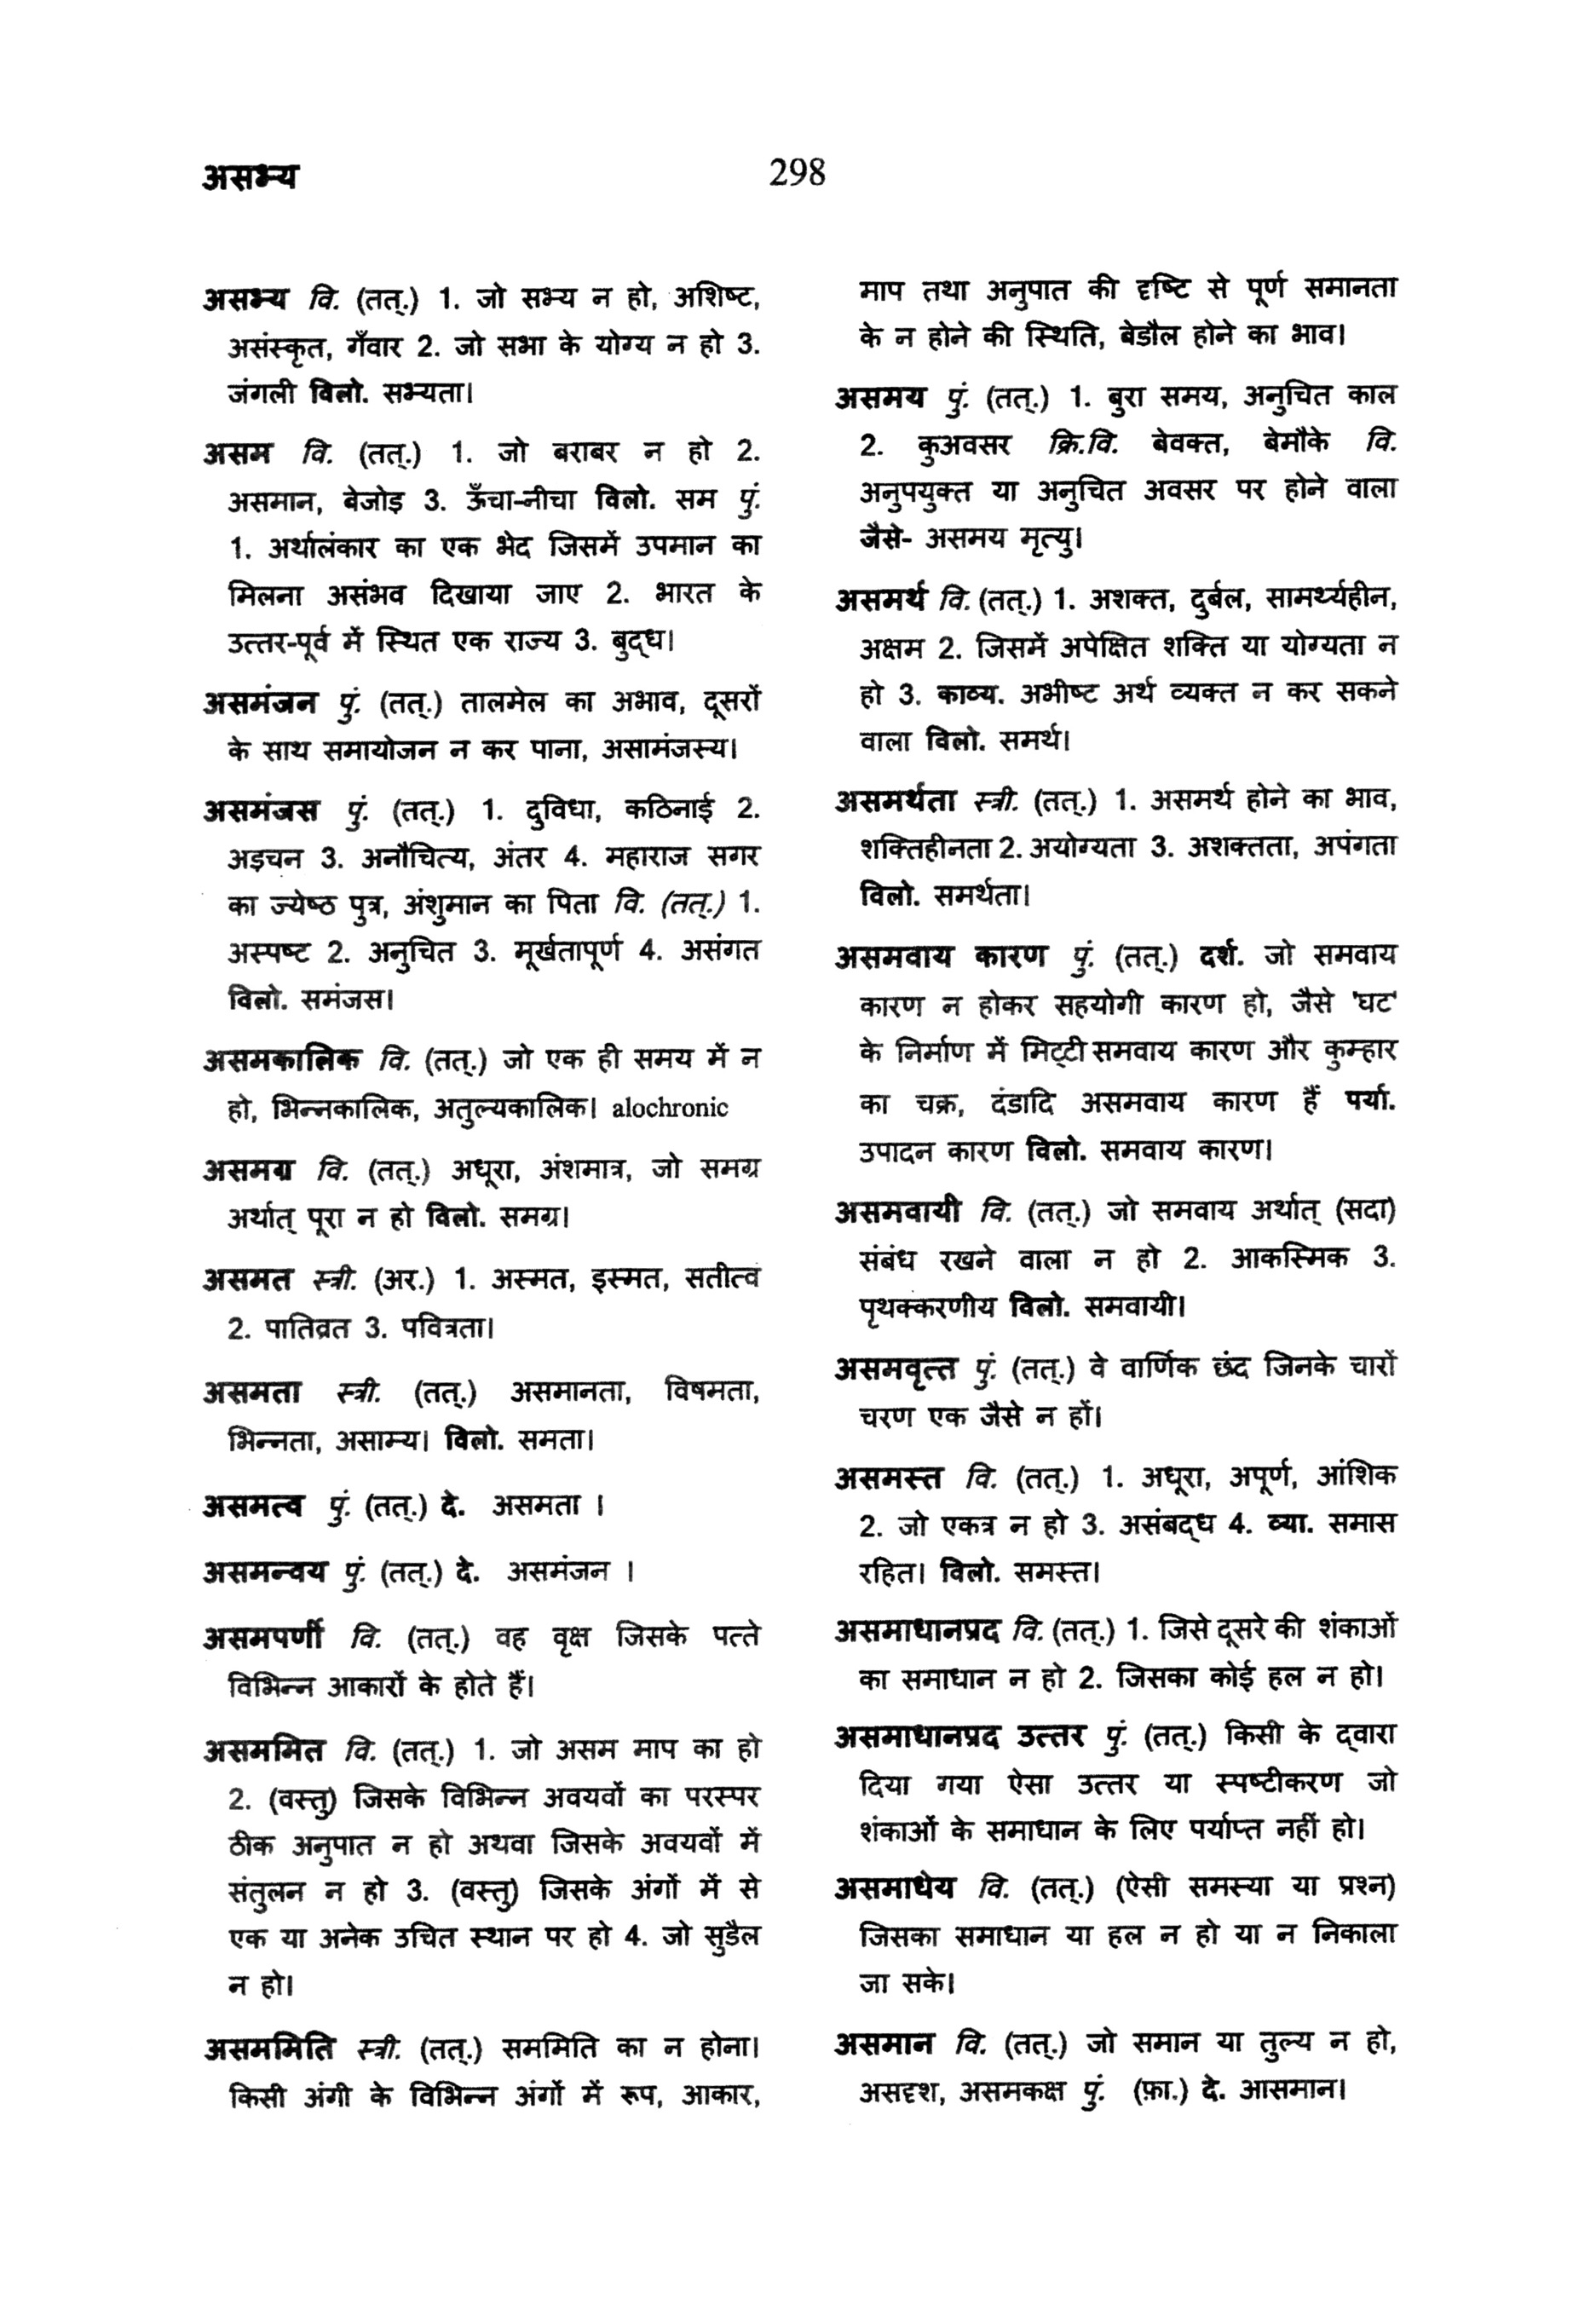 असभ्य
298
असभ्य वि. (तत्.) 1. जो सभ्य न हो, अशिष्ट,
असंस्कृत, गँवार 2. जो सभा के योग्य न हो 3.
जंगली विलो. सभ्यता।
असम वि. (तत्.) 1. जो बराबर न हो 2.
असमान, बेजोड़ 3. ऊँचा-नीचा विलो. सम पुं.
1. अर्थालंकार का एक भेद जिसमें उपमान का
मिलना असंभव दिखाया जाए 2. भारत के
उत्तर-पूर्व में स्थित एक राज्य 3. बुद्ध।
असमंजन पुं. (तत्.) तालमेल का अभाव, दूसरों
के साथ समायोजन न कर पाना, असामंजस्य।
असमंजस पुं. (तत्.) 1. दुविधा, कठिनाई 2.
अड़चन 3. अनौचित्य, अंतर 4. महाराज सगर
का ज्येष्ठ पुत्र, अंशुमान का पिता वि. (तत्.) 1.
अस्पष्ट 2. अनुचित 3. मूर्खतापूर्ण 4. असंगत
विलो. समंजस।
असमकालिक वि. (तत्.) जो एक ही समय में न
हो, भिन्नकालिक, अतुल्यकालिक। alochronic
असमग्र वि. (तत्.) अधूरा, अंशमात्र, जो समग्र
अर्थात् पूरा न हो विलो. समग्र।
असमत स्त्री. (अर.) 1. अस्मत, इस्मत, सतीत्व
2. पातिव्रत 3. पवित्रता।
असमता स्त्री. (तत्.) असमानता, विषमता,
भिन्नता, असाम्य। विलो. समता।
असमत्व पुं. (तत्.) दे. असमता ।
असमन्वय पुं. (तत्.) दे. असमंजन ।
असमपर्णी वि. (तत्.) वह वृक्ष जिसके पत्ते
विभिन्न आकारों के होते हैं।
असममित वि. (तत्.) 1. जो असम माप का हो
2. (वस्तु) जिसके विभिन्न अवयवों का परस्पर
ठीक अनुपात न हो अथवा जिसके अवयवों में
संतुलन न हो 3. (वस्तु) जिसके अंगों में से
एक या अनेक उचित स्थान पर हो 4. जो सुडैल
न हो।
असममिति स्त्री. (तत्.) सममिति का न होना।
किसी अंगी के विभिन्न अंगों में रूप, आकार,
माप तथा अनुपात की दृष्टि से पूर्ण समानता
के न होने की स्थिति, बेडौल होने का भाव।
असमय पुं. (तत्.) 1. बुरा समय, अनुचित काल
2. कुअवसर क्रि.वि. बेवक्त, बेमौके वि.
अनुपयुक्त या अनुचित अवसर पर होने वाला
जैसे- असमय मृत्यु।
असमर्थ वि. (तत्.) 1. अशक्त, दुर्बल, सामर्थ्यहीन,
अक्षम 2. जिसमें अपेक्षित शक्ति या योग्यता न
हो 3. काव्य. अभीष्ट अर्थ व्यक्त न कर सकने
वाला विलो. समर्थ।
असमर्थता स्त्री. (तत्.) 1. असमर्थ होने का भाव,
शक्तिहीनता 2. अयोग्यता 3. अशक्तता, अपंगता
विलो. समर्थता।
असमवाय कारण पुं. (तत्.) दर्श. जो समवाय
कारण न होकर सहयोगी कारण हो, जैसे 'घट'
के निर्माण में मिट्टी समवाय कारण और कुम्हार
का चक्र, दंडादि असमवाय कारण हैं पर्या.
उपादन कारण विलो. समवाय कारण।
असमवायी वि. (तत्.) जो समवाय अर्थात् (सदा)
संबंध रखने वाला न हो 2. आकस्मिक 3.
पृथक्करणीय विलो. समवायी।
असमवृत्त पुं. (तत्.) वे वार्णिक छंद जिनके चारों
चरण एक जैसे न हों।
असमस्त वि. (तत्.) 1. अधूरा, अपूर्ण, आंशिक
2. जो एकत्र न हो 3. असंबद्ध 4. व्या. समास
रहित। विलो. समस्त।
असमाधानप्रद वि. (तत्.) 1. जिसे दूसरे की शंकाओं
का समाधान न हो 2. जिसका कोई हल न हो।
असमाधानप्रद उत्तर पुं. (तत्.) किसी के द्वारा
दिया गया ऐसा उत्तर या स्पष्टीकरण जो
शंकाओं के समाधान के लिए पर्याप्त नहीं हो।
असमाधेय वि. (तत्.) (ऐसी समस्या या प्रश्न)
जिसका समाधान या हल न हो या न निकाला
जा सके।
असमान वि. (तत्.) जो समान या तुल्य न हो,
असदृश, असमकक्ष पुं. (फ़ा.) दे. आसमान।